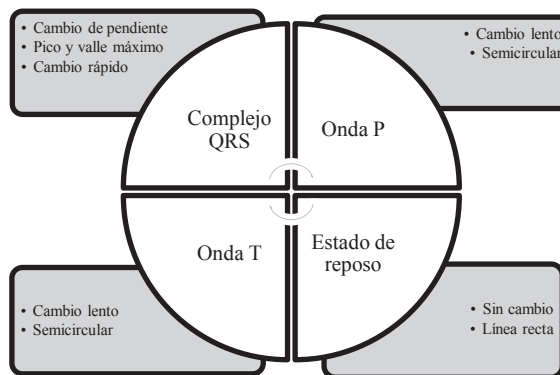 • Cambio de pendiente
• Pico y valle máximo
• Cambio rápido
• Cambio lento
• Semicircular
Complejo
QRS
Onda P
Onda T
Estado de
reposo
• Cambio lento
• Semicircular
• Sin cambio
• Línea recta